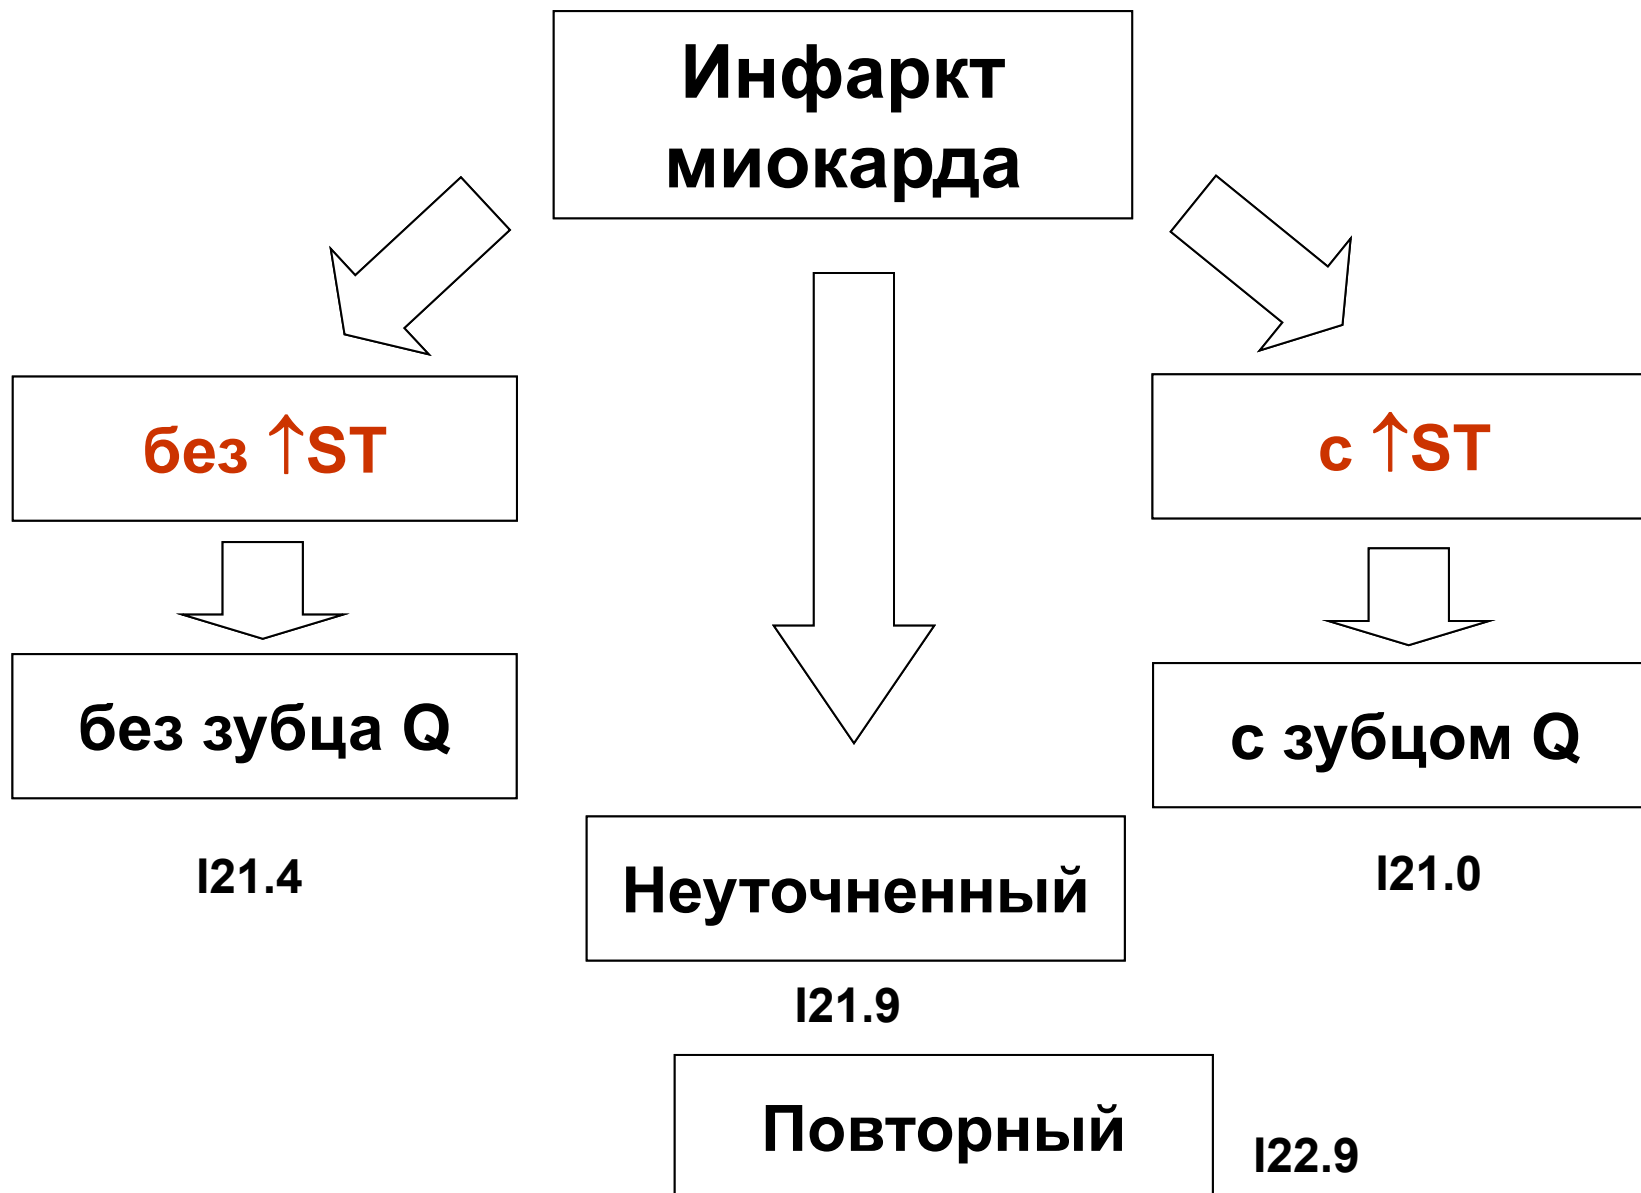 Инфаркт
миокарда
без ↑ST
с ↑ST
без зубца Q
с зубцом Q
I21.4
I21.0
Неуточненный
I21.9
Повторный
I22.9